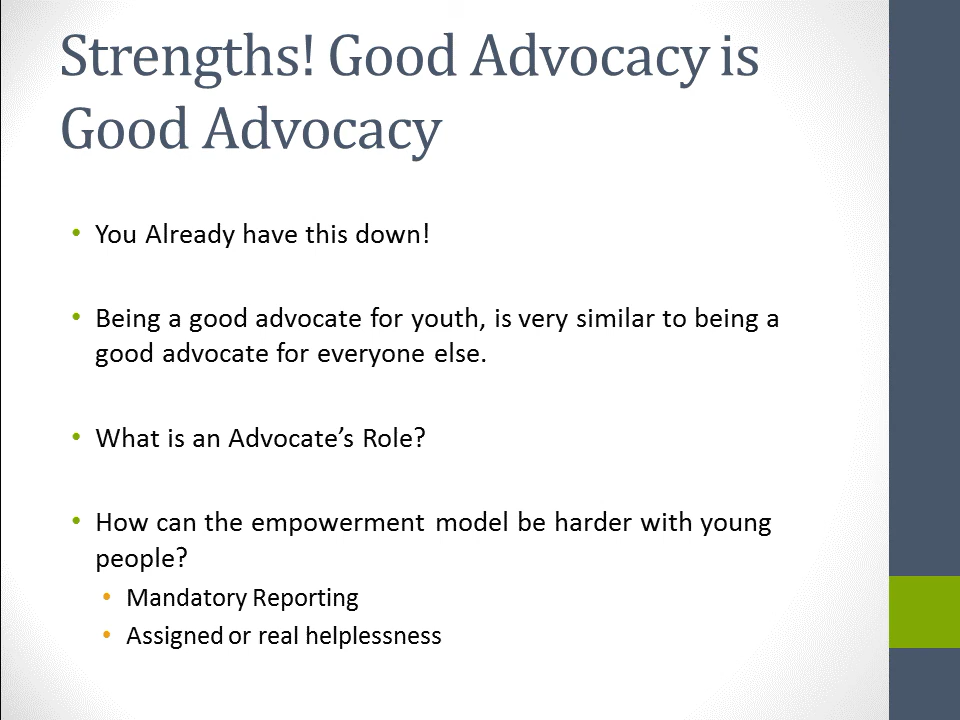 Strengths! Good Advocacy is
Good Advocacy
• You Already have this down!
• Being a good advocate for youth, is very similar to being a
good advocate for everyone else.
• What is an Advocate’s Role?
• How can the empowerment model be harder with young
people?
• Mandatory Reporting
• Assigned or real helplessness